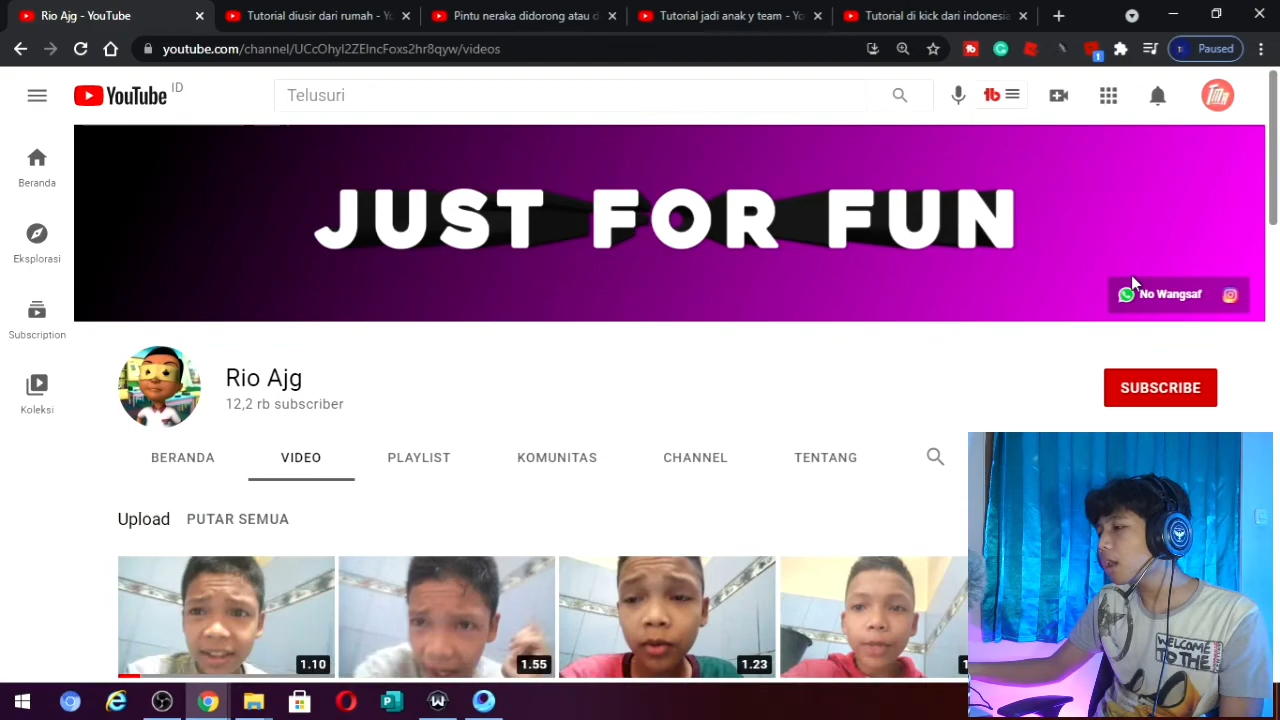 Rio Ajg - YouTube
Tutorial diusir dari rumah - Yo
Pintu neraka didorong atau d
Tutorial jadi anak y team - Yo
Tutorial di kick dari indonesia
youtube.com/channel/UCcOhyI2ZEIncFoxs2hr8qyw/videos
1
Paused
YouTube ID
Telusuri
Beranda
Eksplorasi
Subscription
Koleksi
JUST FOR FUN
No Wangsaf
Rio Ajg
12,2 rb subscriber
SUBSCRIBE
BERANDA
VIDEO
PLAYLIST
KOMUNITAS
CHANNEL
TENTANG
Upload
PUTAR SEMUA
1.10
1.55
1.23
WELCOME
TO THE